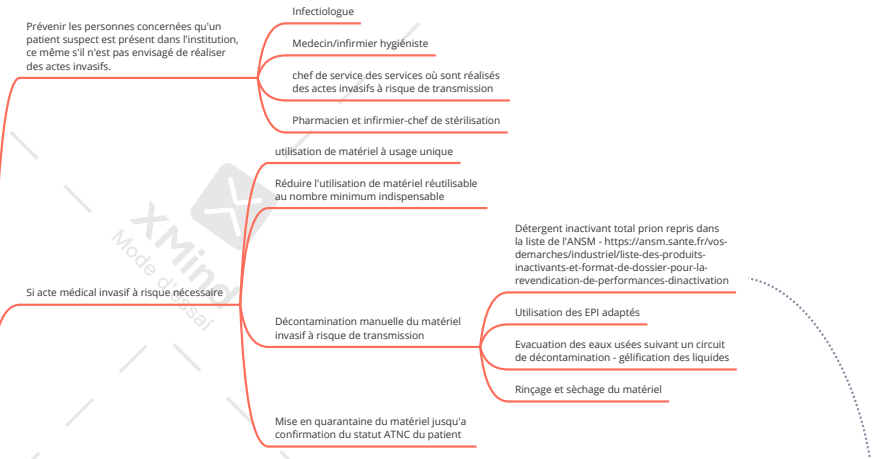 Prévenir les personnes concernées qu'un
patient suspect est présent dans l'institution,
ce même s'il n'est pas envisagé de réaliser
des actes invasifs.
Infectiologue
Medecin/infirmier hygiéniste
chef de service des services où sont réalisés
des actes invasifs à risque de transmission
Pharmacien et infirmier-chef de stérilisation
Si acte médical invasif à risque nécessaire
utilisation de matériel à usage unique
Réduire l'utilisation de matériel réutilisable
au nombre minimum indispensable
Décontamination manuelle du matériel
invasif à risque de transmission
Détergent inactivant total prion repris dans
la liste de l'ANSM - https://ansm.sante.fr/vos-
demarches/industriel/liste-des-produits-
inactivants-et-format-de-dossier-pour-la-
revendication-de-performances-dinactivation
Utilisation des EPI adaptés
Evacuation des eaux usées suivant un circuit
de décontamination - gélification des liquides
Rinçage et sèchage du matériel
Mise en quarantaine du matériel jusqu'a
confirmation du statut ATNC du patient
XMind
Mode d'essai